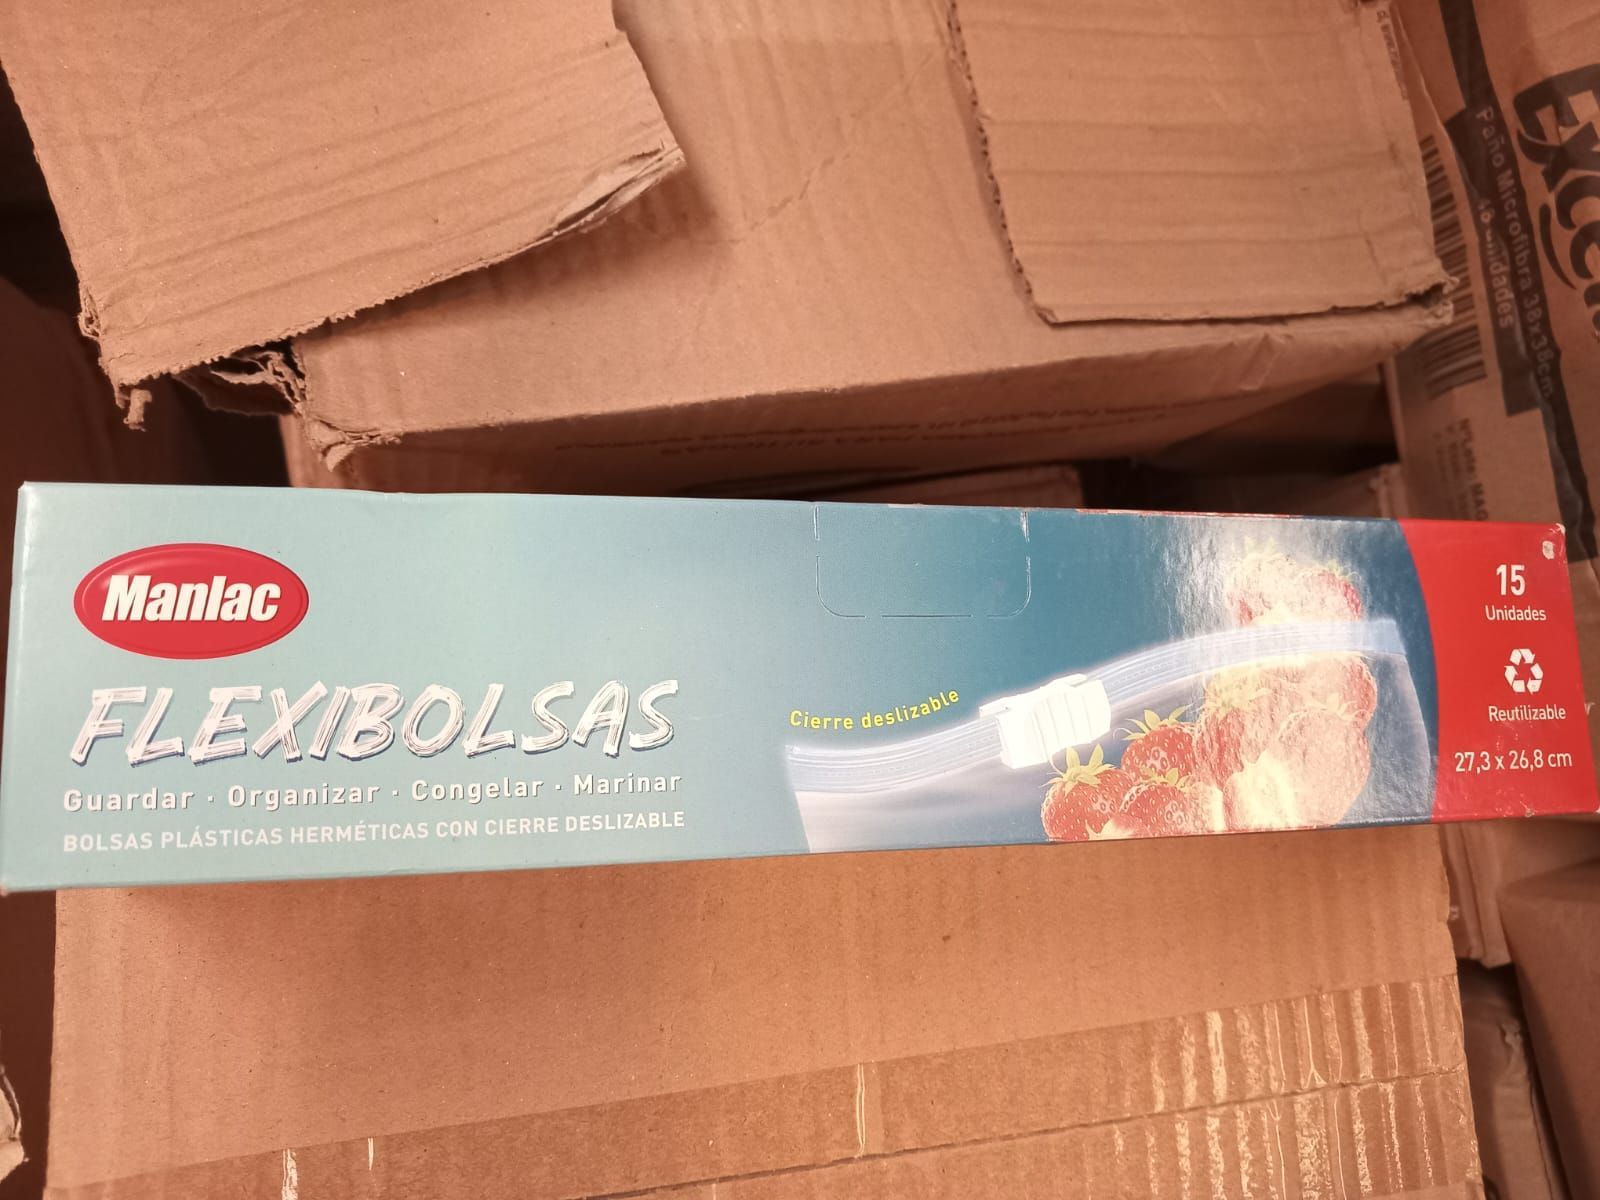 Manlac
FLEXIBOLSAS
Guardar · Organizar · Congelar · Marinar
BOLSAS PLÁSTICAS HERMÉTICAS CON CIERRE DESLIZABLE
Cierre deslizable
15
Unidades
Reutilizable
27,3 x 26,8 cm
Paño Microfibra 38x38cm
unidades